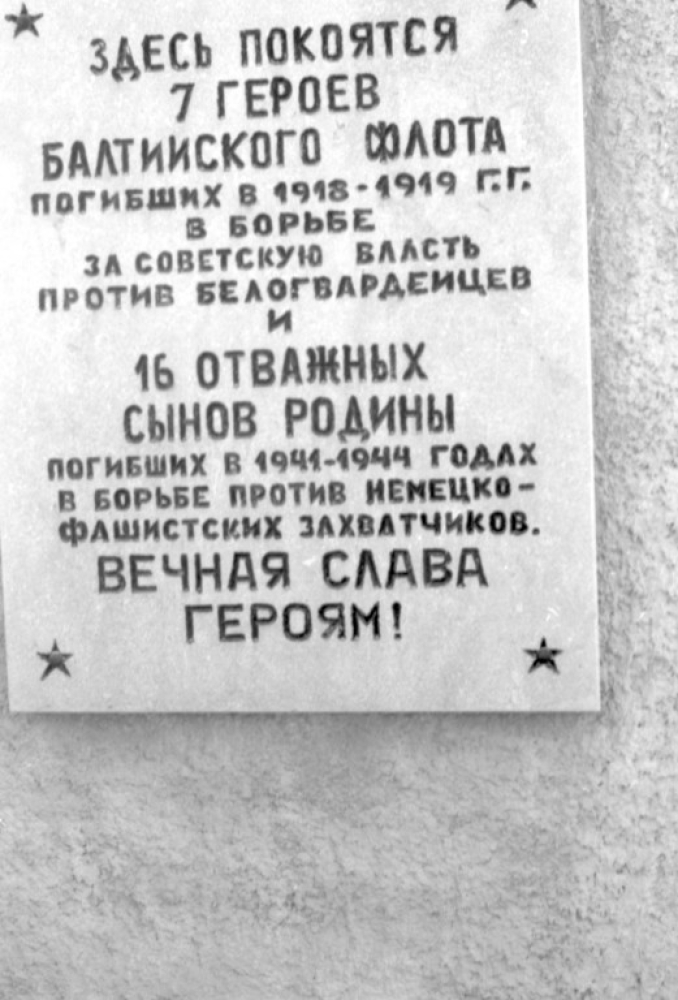 ЗДЕСЬ ПОКОЯТСЯ
7 ГЕРОЕВ
БАЛТИЙСКОГО ФЛОТА
ПОГИБШИХ В 1918-1919 Г.Г.
В БОРЬБЕ
ЗА СОВЕТСКУЮ ВЛАСТЬ
ПРОТИВ БЕЛОГВАРДЕЙЦЕВ
И
16 ОТВАЖНЫХ
СЫНОВ РОДИНЫ
ПОГИБШИХ В 1941-1944 ГОДАХ
В БОРЬБЕ ПРОТИВ НЕМЕЦКО-
ФАШИСТСКИХ ЗАХВАТЧИКОВ.
ВЕЧНАЯ СЛАВА
ГЕРОЯМ!